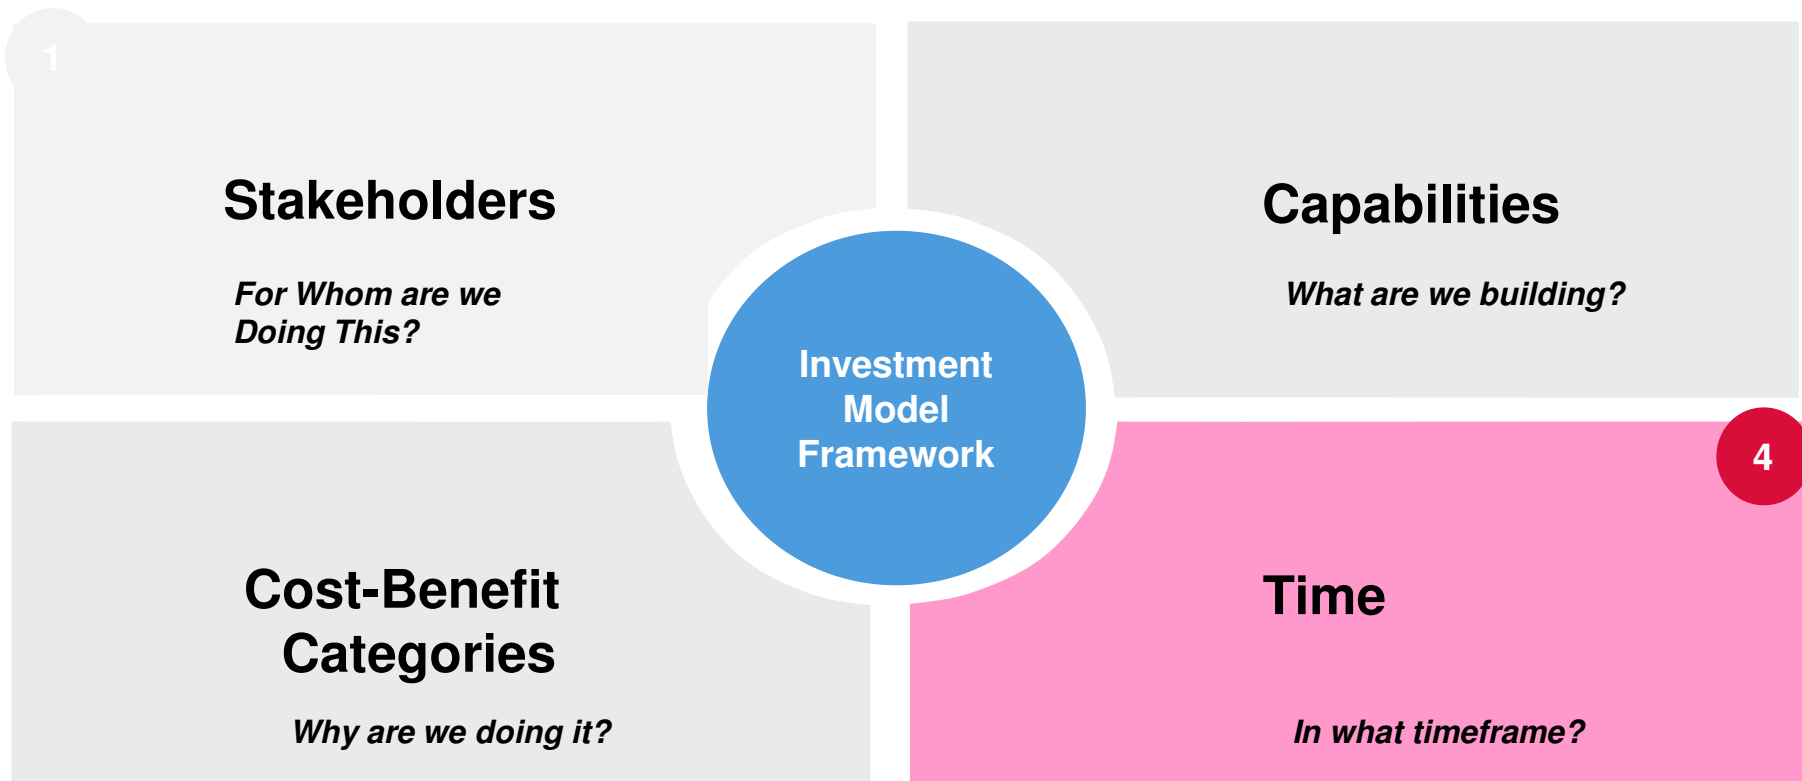 1
Stakeholders
For Whom are we
Doing This?
Capabilities
What are we building?
Investment
Model
Framework
Cost-Benefit
Categories
Why are we doing it?
4
Time
In what timeframe?